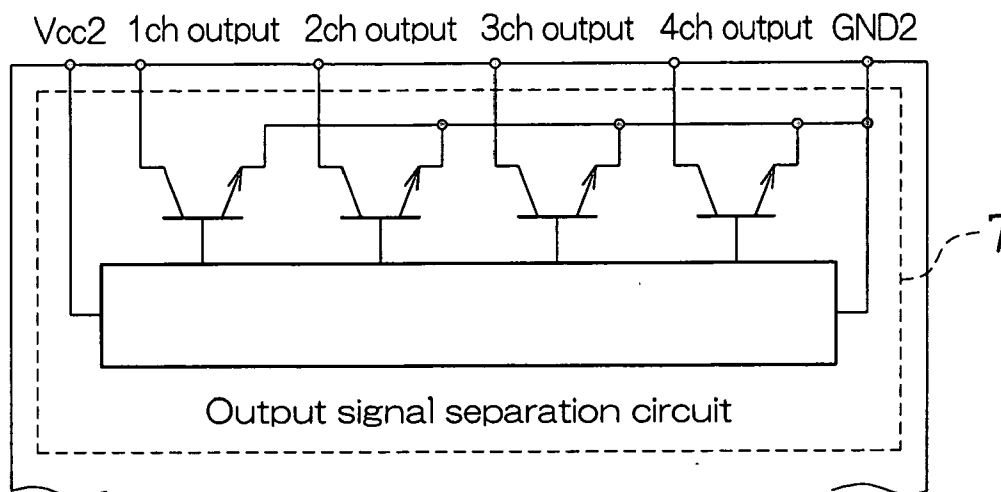 Vcc2 1ch output 2ch output 3ch output 4ch output GND2
7
Output signal separation circuit